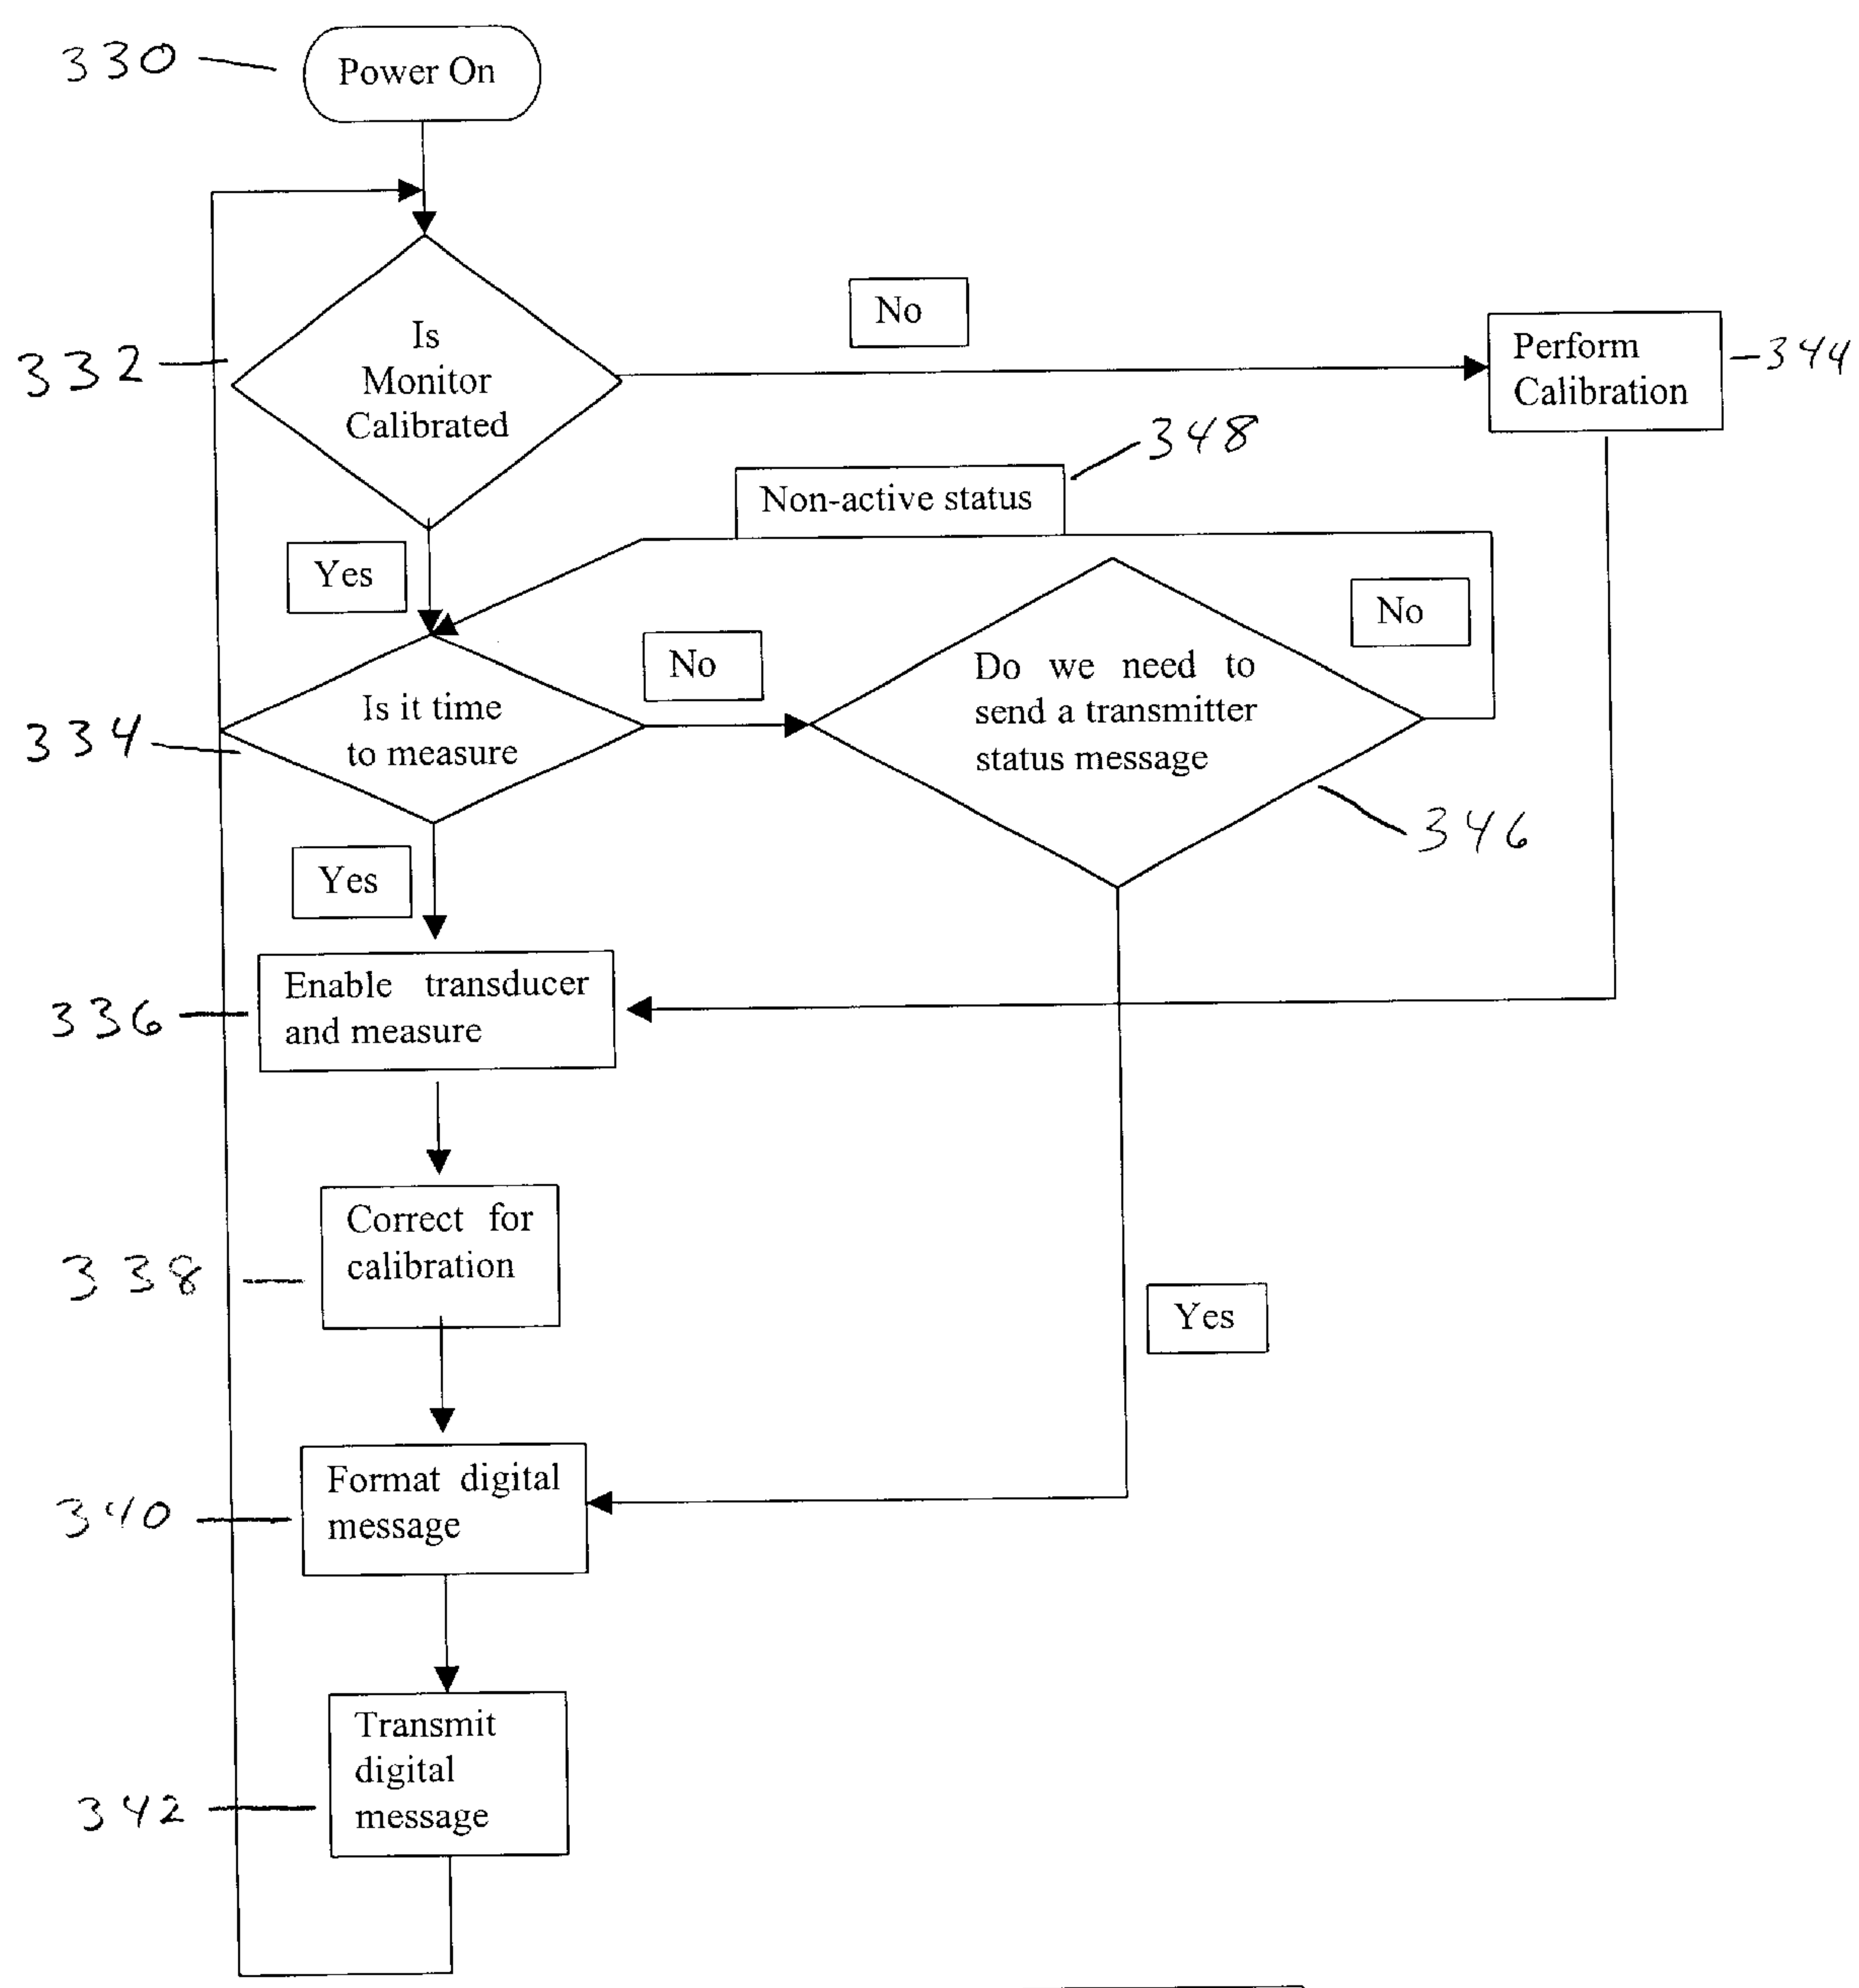 330
Power On
332
Is
Monitor
Calibrated
No
Perform
Calibration
344
348
Non-active status
Yes
No
334
Is it time
to measure
No
Do we need to
send a transmitter
status message
346
Yes
336
Enable transducer
and measure
338
Correct for
calibration
Yes
340
Format digital
message
342
Transmit
digital
message